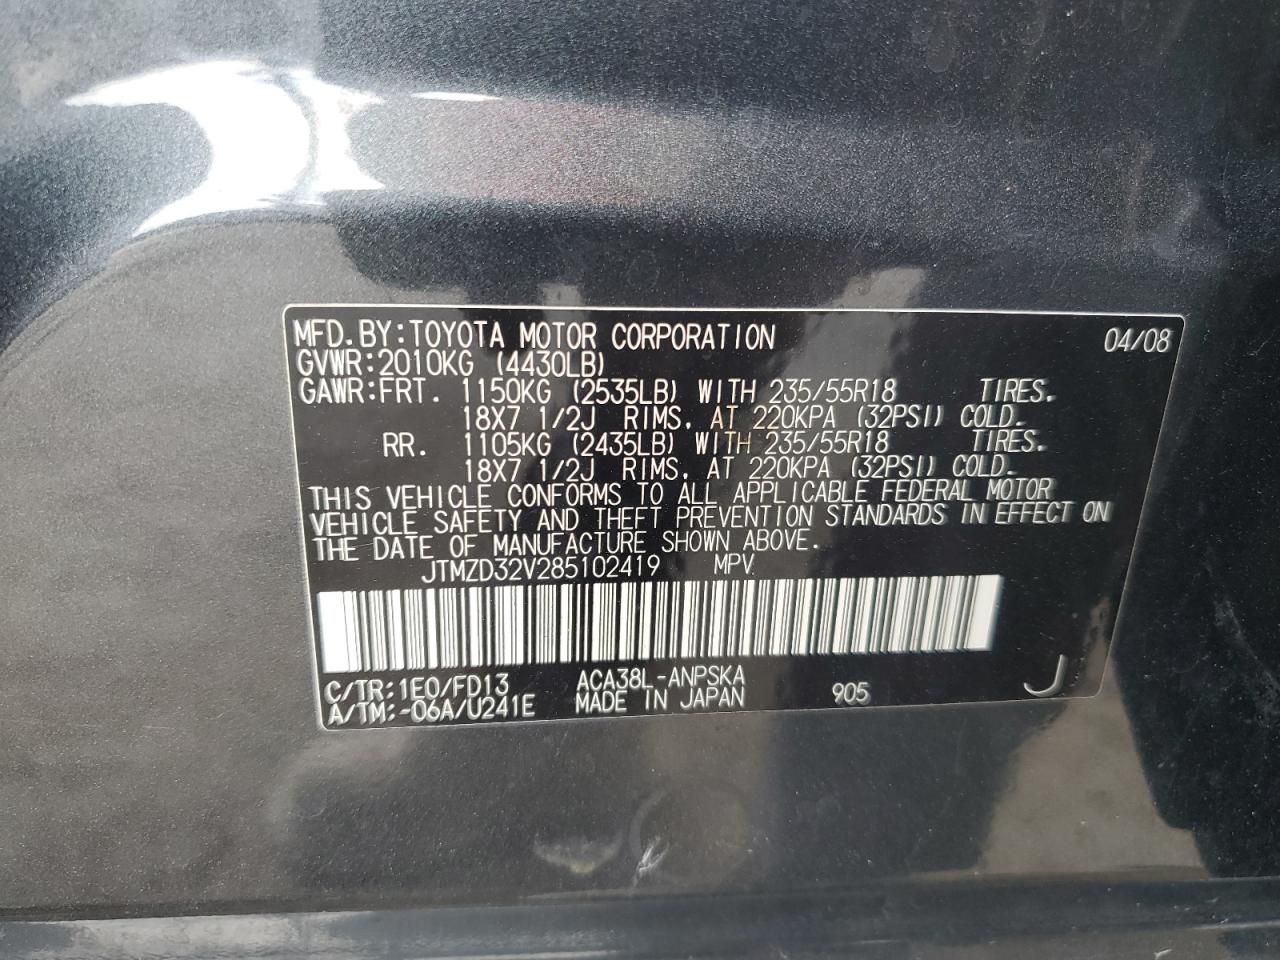 MFD.BY:TOYOTA MOTOR CORPORATION 04/08
GVWR:2010KG (4430LB)
GAWR:FRT. 1150KG (2535LB) WITH 235/55R18 TIRES.
18X7 1/2J RIMS, AT 220KPA (32PSI) COLD.
RR. 1105KG (2435LB) WITH 235/55R18 TIRES.
18X7 1/2J RIMS, AT 220KPA (32PSI) COLD.
THIS VEHICLE CONFORMS TO ALL APPLICABLE FEDERAL MOTOR
VEHICLE SAFETY AND THEFT PREVENTION STANDARDS IN EFFECT ON
THE DATE OF MANUFACTURE SHOWN ABOVE.
JTMZD32V285102419 MPV
C/TR:1E0/FD13 ACA38L-ANPSKA
A/TM:-06A/U241E MADE IN JAPAN 905 J